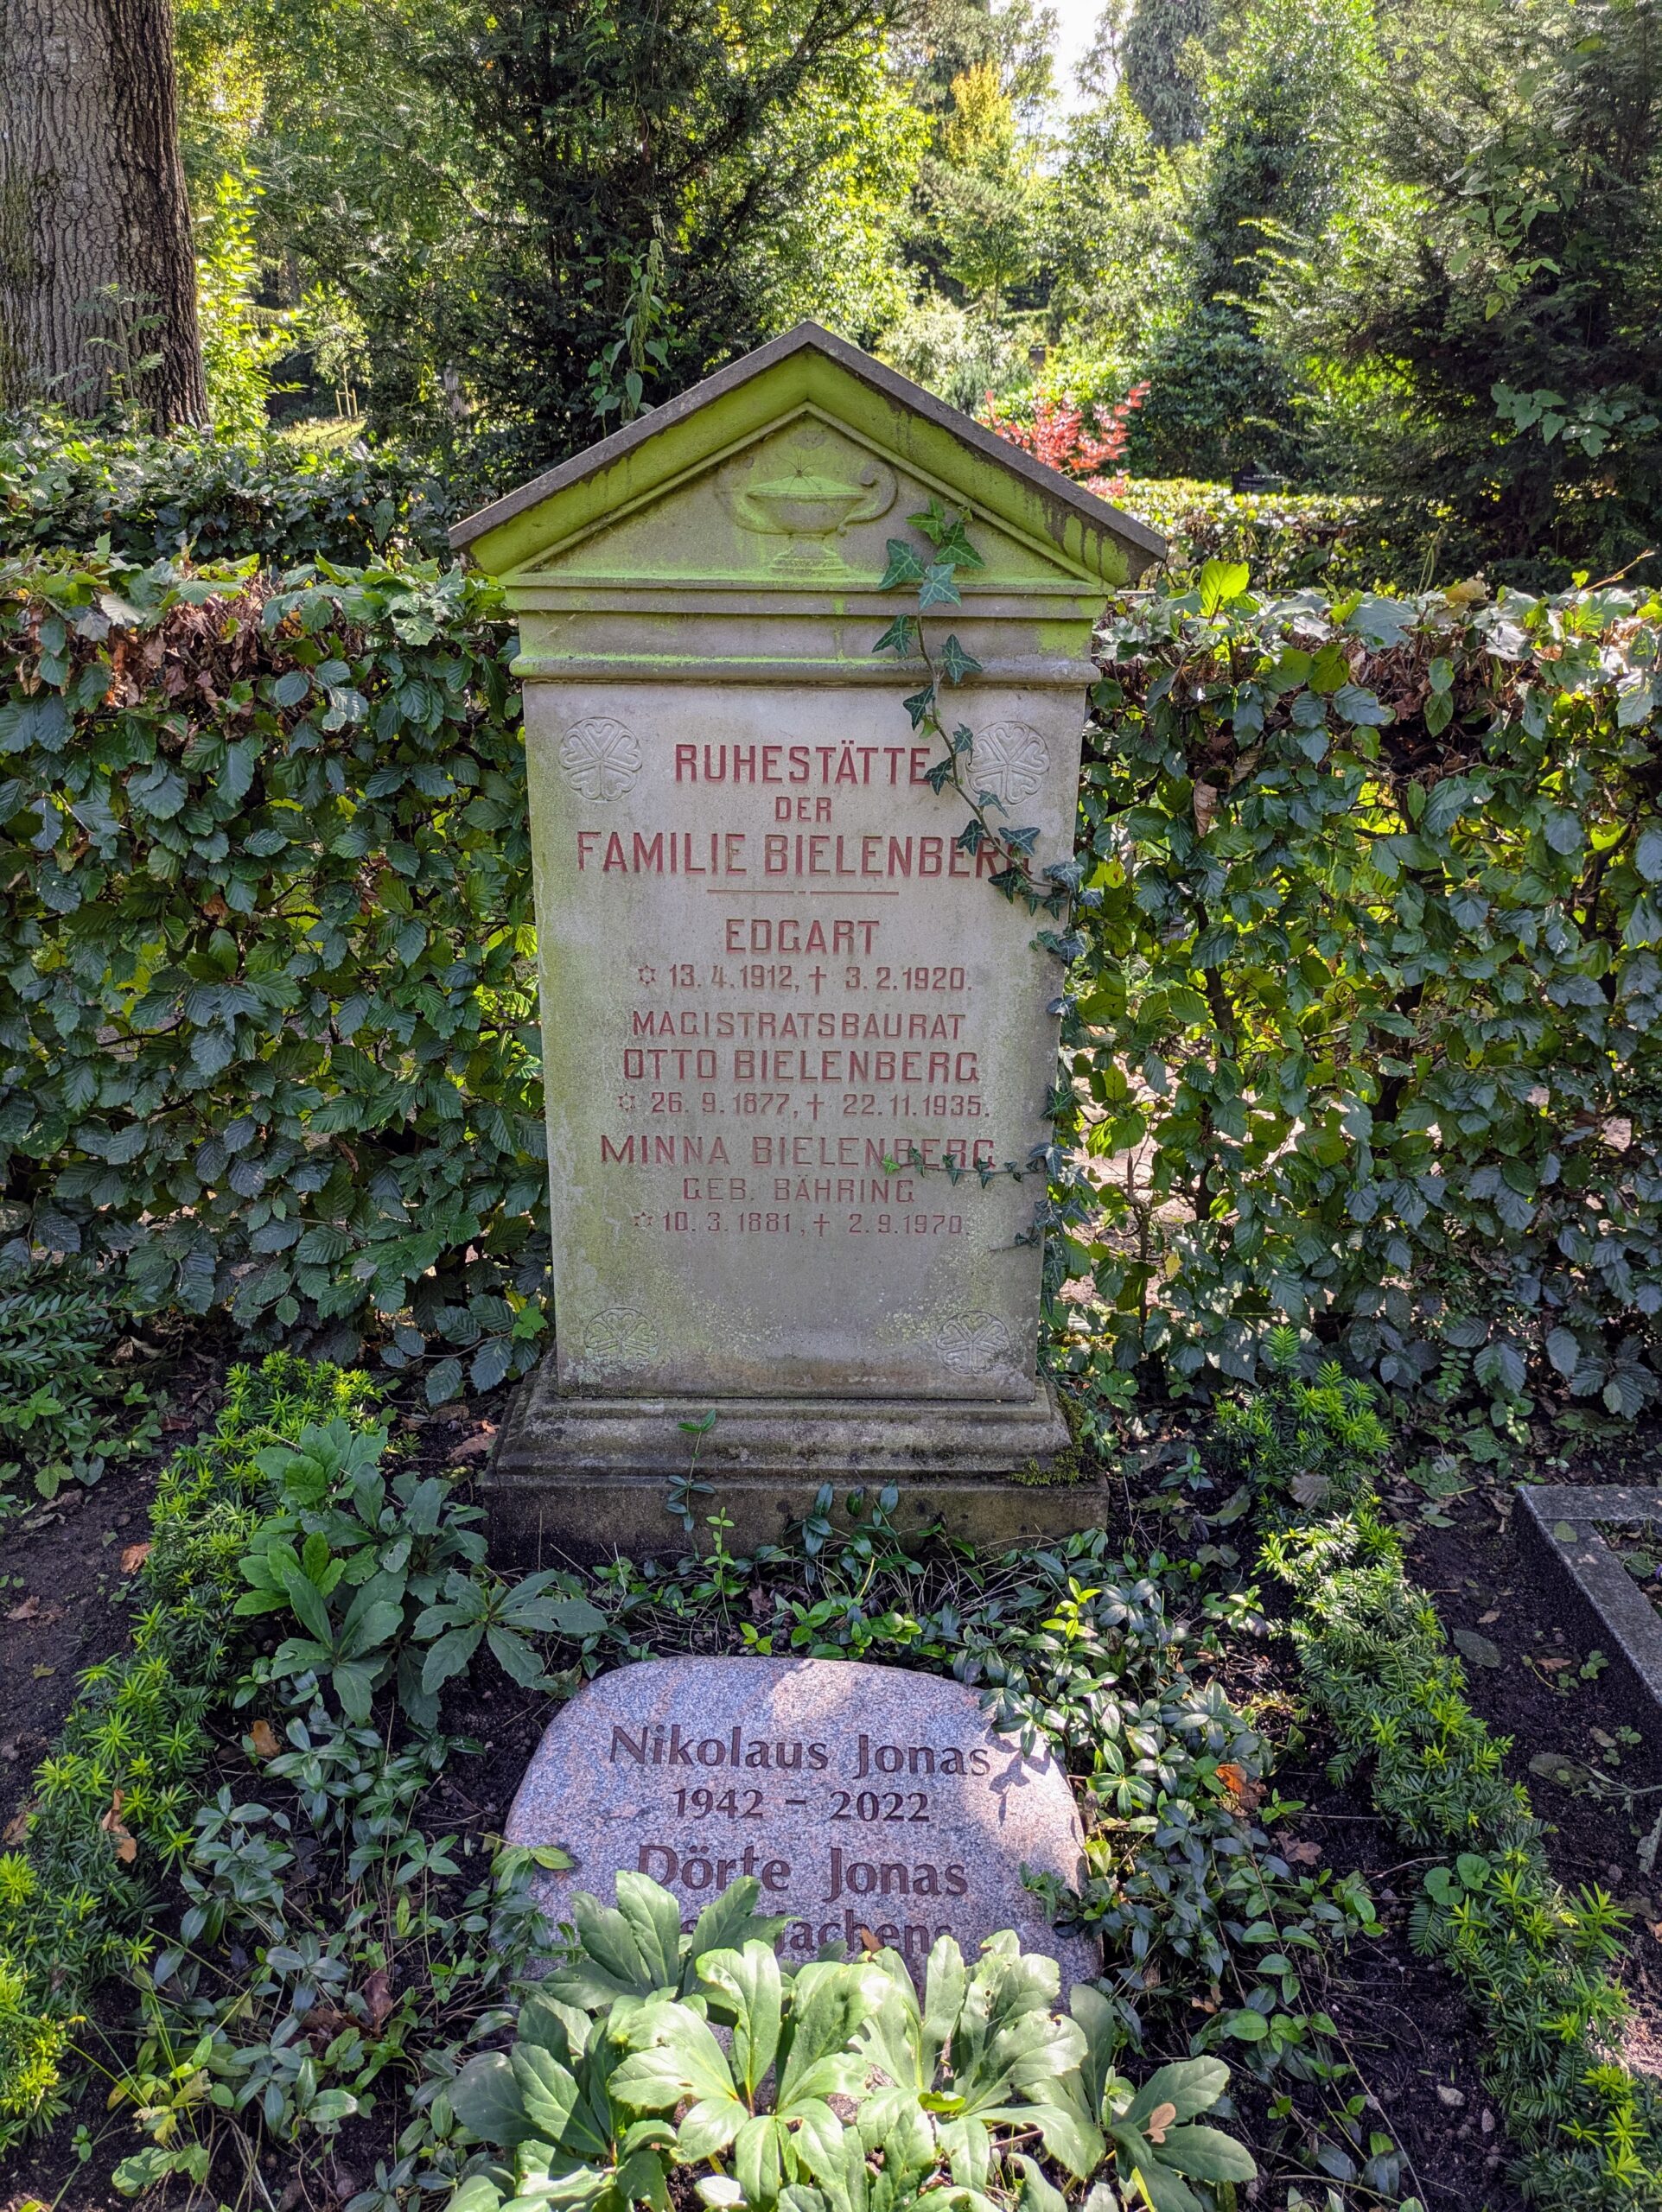 RUHESTÄTTE
DER
FAMILIE BIELENBERG
EDGART
✡ 13.4.1912, † 3.2.1920.
MAGISTRATSBAURAT
OTTO BIELENBERG
✡ 26.9.1877, † 22.11.1935.
MINNA BIELENBERG
GEB. BÄHRING
✡ 10.3.1881, † 2.9.1970.
Nikolaus Jonas
1942 – 2022
Dörte Jonas